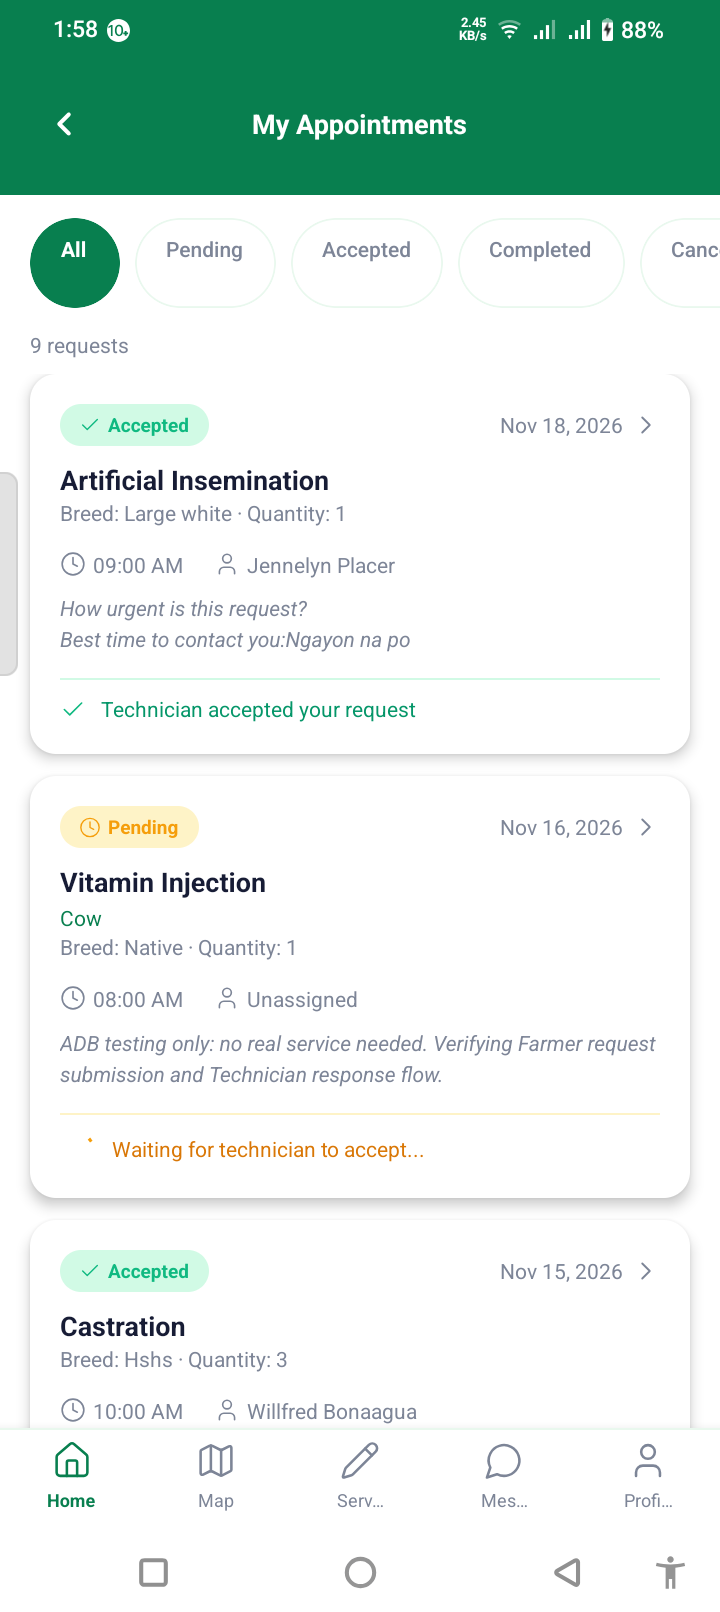 1:58
2.45
KB/s
88%
My Appointments
All
Pending
Accepted
Completed
Canc
9 requests
Accepted
Nov 18, 2026
Artificial Insemination
Breed: Large white · Quantity: 1
09:00 AM
Jennelyn Placer
How urgent is this request?
Best time to contact you:Ngayon na po
Technician accepted your request
Pending
Nov 16, 2026
Vitamin Injection
Cow
Breed: Native · Quantity: 1
08:00 AM
Unassigned
ADB testing only: no real service needed. Verifying Farmer request
submission and Technician response flow.
Waiting for technician to accept...
Accepted
Nov 15, 2026
Castration
Breed: Hshs · Quantity: 3
10:00 AM
Willfred Bonaagua
Home
Map
Serv...
Mes...
Profi...